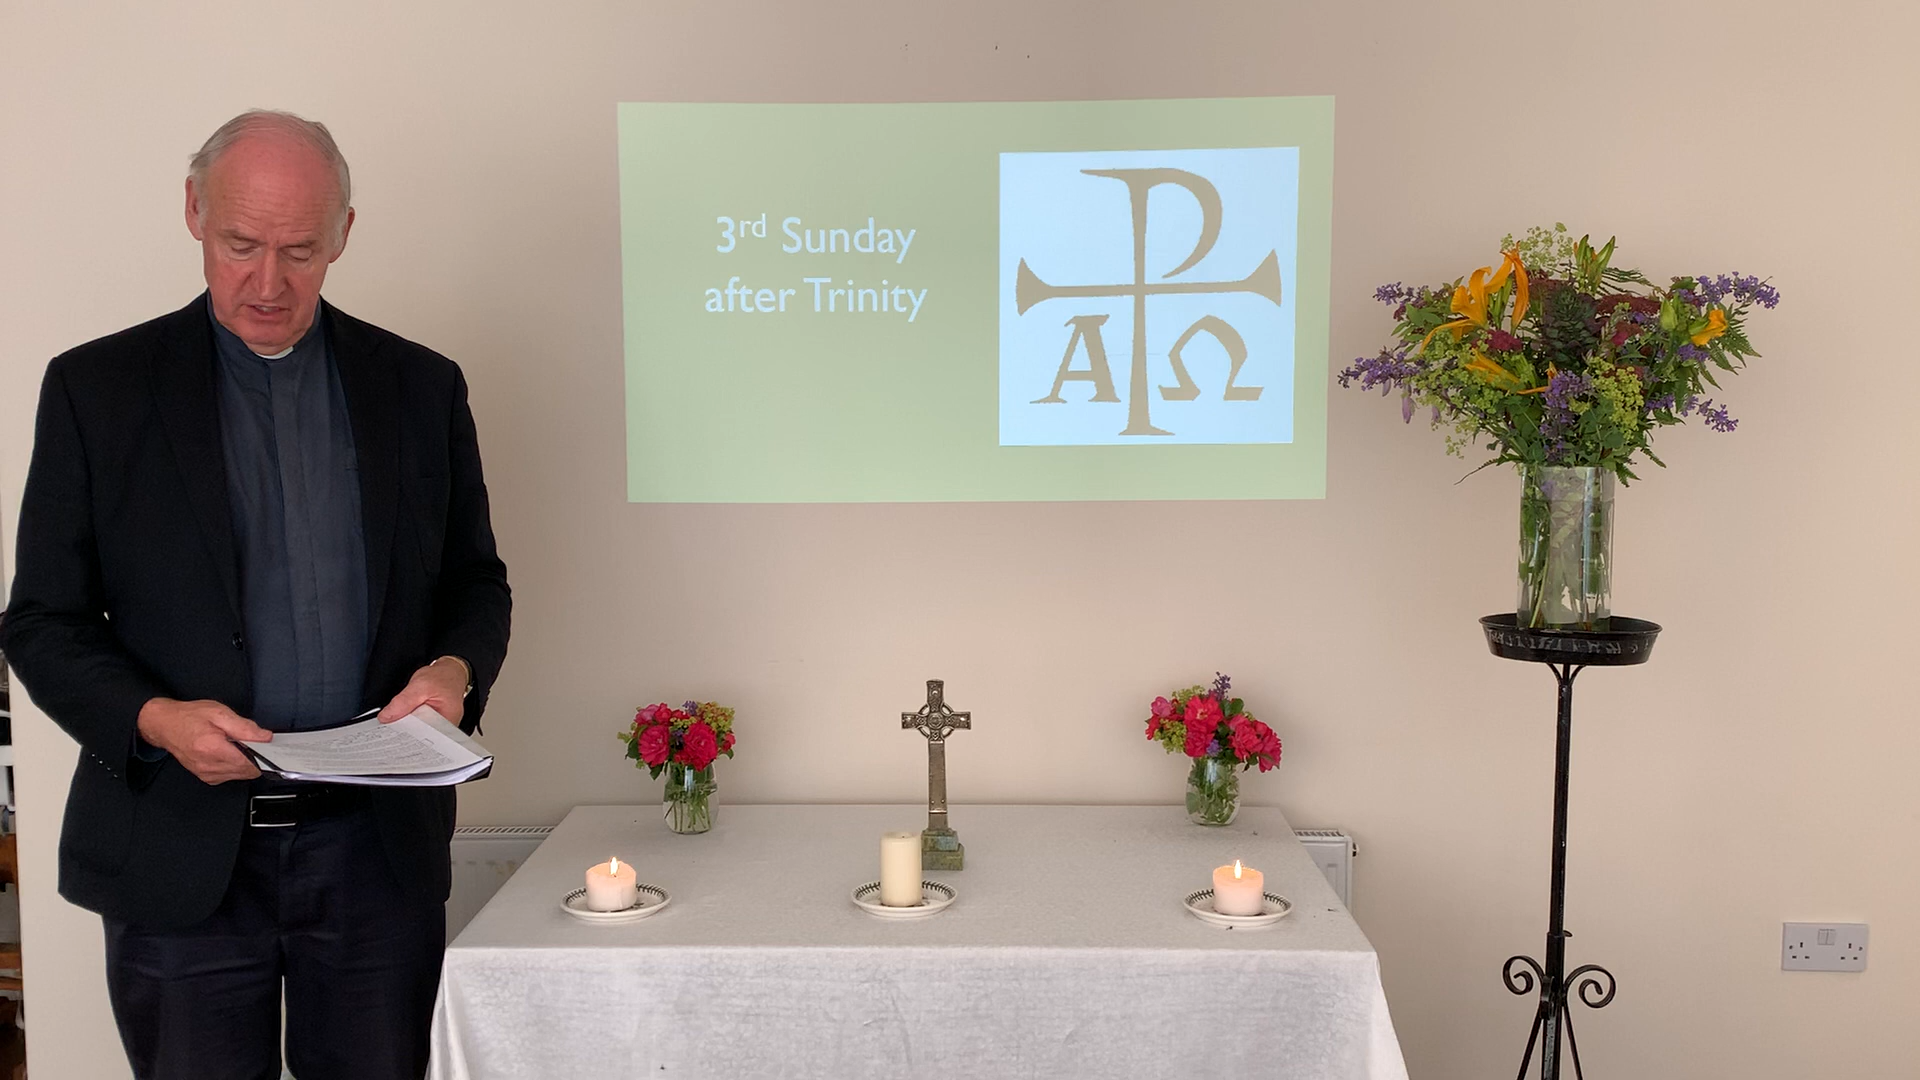 3rd Sunday
after Trinity
Α Ω